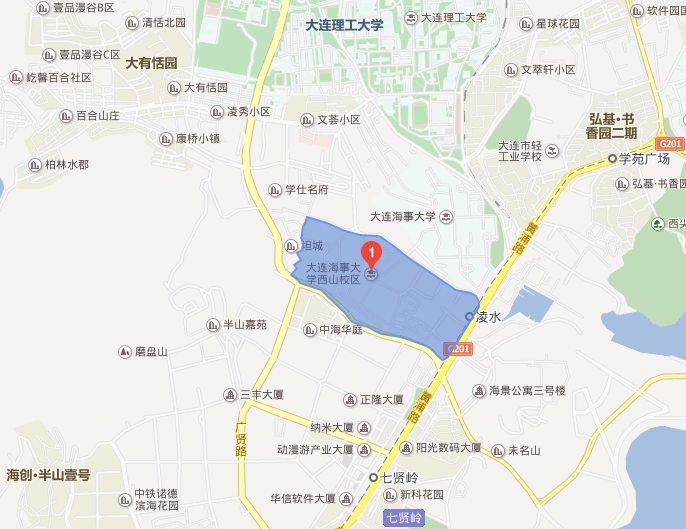 壹品漫谷B区
清恬北园
大连理工大学
大连理工大学
星球花园
壹品漫谷C区
屹馨百合社区
大有恬园
大有恬园
文萃轩小区
百合山庄
凌秀小区
文荟小区
弘基·书
香园二期
康桥小镇
大连市轻
工业学校
G201
学苑广场
柏林水郡
学仕名府
弘基·书香园
大连海事大学
黄浦路
坦城
1
大连海事大
学西山校区
凌水
半山嘉苑
中海华庭
G201
磨盘山
三丰大厦
正隆大厦
海景公寓三号楼
广贤路
黄浦路
纳米大厦
动漫游产业大厦
阳光数码大厦
未名山
海创·半山壹号
七贤岭
中铁诺德
滨海花园
华信软件大厦
新科花园
七贤岭